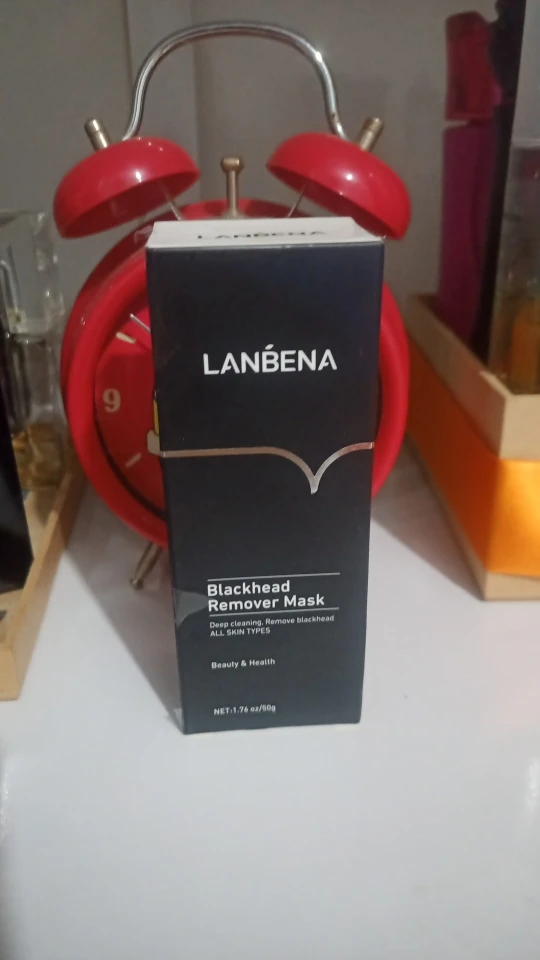 LANBENA
LANBENA
9
Blackhead
Remover Mask
Deep cleaning, Remove blackhead
ALL SKIN TYPES
Beauty & Health
NET:1.76 oz/50g